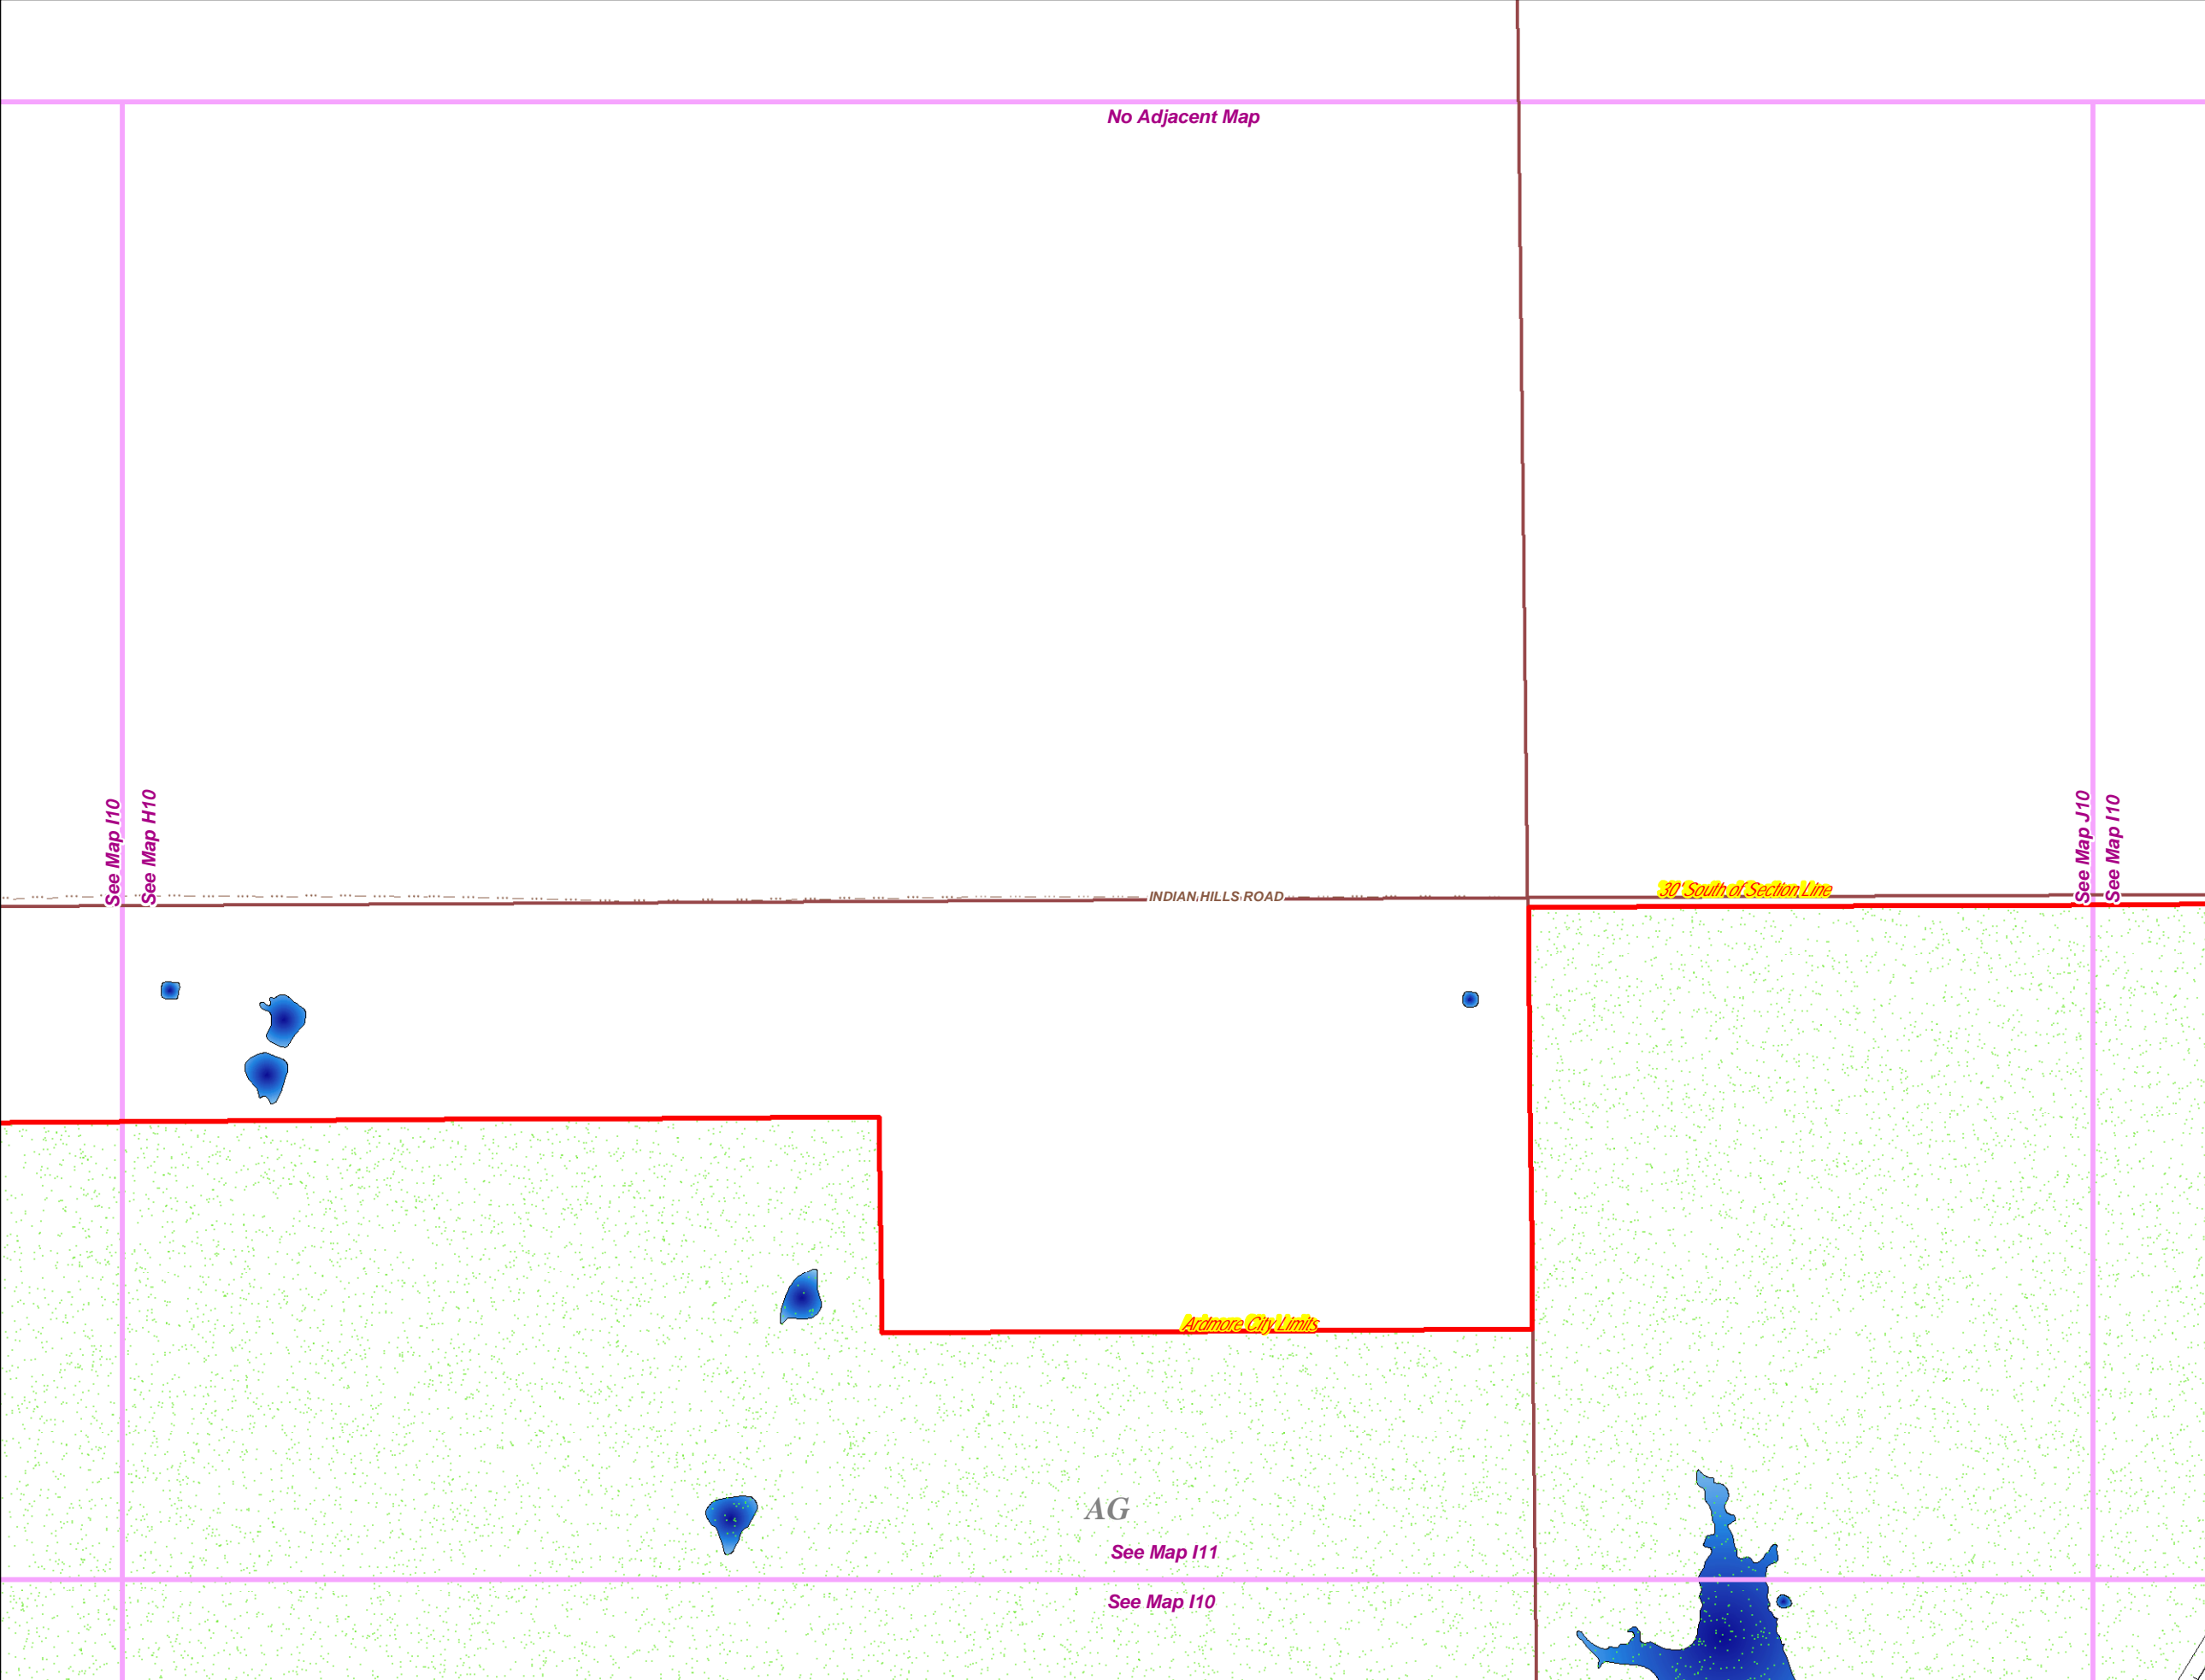 No Adjacent Map
See Map I10
See Map H10
See Map J10
See Map I10
30' South of Section Line
INDIAN HILLS ROAD
Ardmore City Limits
AG
See Map I11
See Map I10